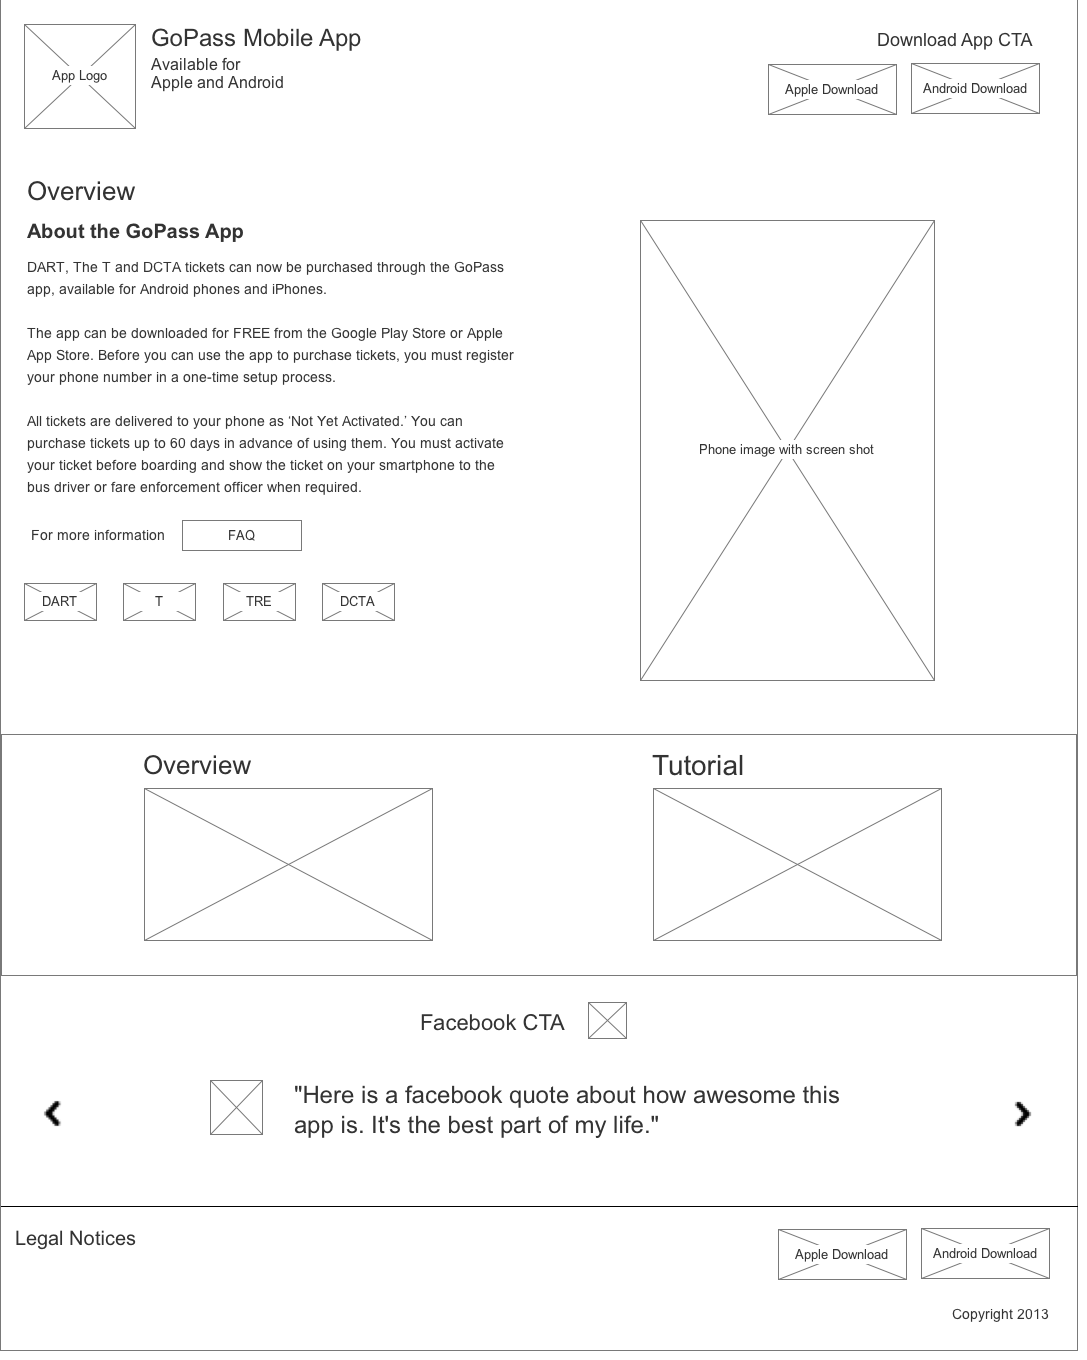 App Logo
GoPass Mobile App
Available for
Apple and Android
Download App CTA
Apple Download
Android Download
Overview
About the GoPass App
DART, The T and DCTA tickets can now be purchased through the GoPass
app, available for Android phones and iPhones.
The app can be downloaded for FREE from the Google Play Store or Apple
App Store. Before you can use the app to purchase tickets, you must register
your phone number in a one-time setup process.
All tickets are delivered to your phone as ‘Not Yet Activated.’ You can
purchase tickets up to 60 days in advance of using them. You must activate
your ticket before boarding and show the ticket on your smartphone to the
bus driver or fare enforcement officer when required.
For more information
FAQ
DART
T
TRE
DCTA
Phone image with screen shot
Overview
Tutorial
Facebook CTA
"Here is a facebook quote about how awesome this
app is. It's the best part of my life."
Legal Notices
Apple Download
Android Download
Copyright 2013